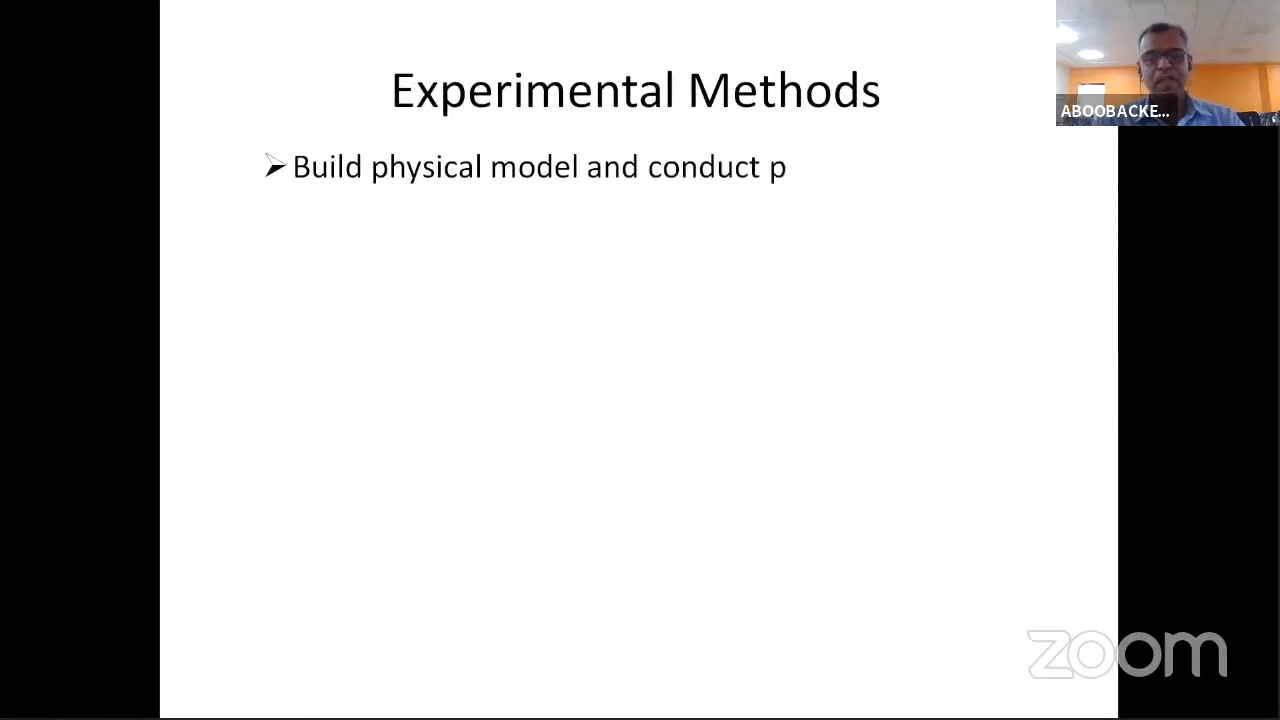 Experimental Methods
ABOOBACKE...
➢ Build physical model and conduct p
zoom